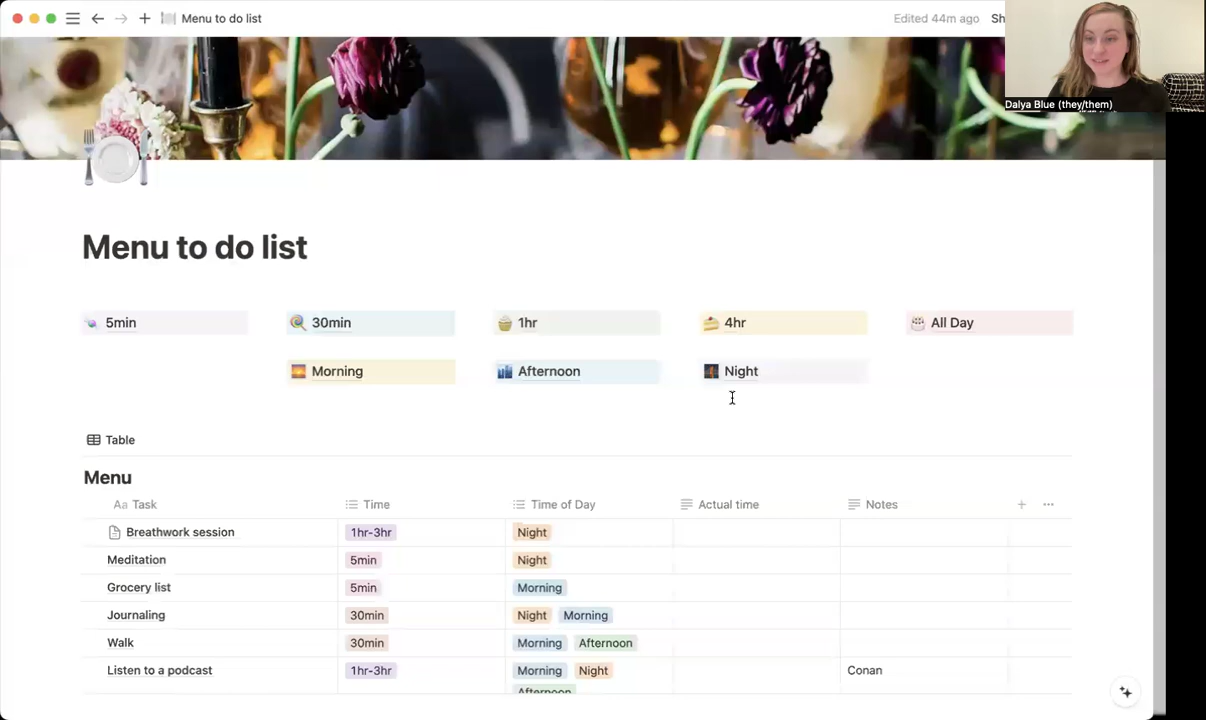 Menu to do list
Edited 44m ago Sh
Dalya Blue (they/them)
Menu to do list
5min 30min 1hr 4hr All Day
Morning Afternoon Night
Table
Menu
Aa Task Time Time of Day Actual time Notes
Breathwork session 1hr-3hr Night
Meditation 5min Night
Grocery list 5min Morning
Journaling 30min Night Morning
Walk 30min Morning Afternoon
Listen to a podcast 1hr-3hr Morning Night Conan
Afternoon